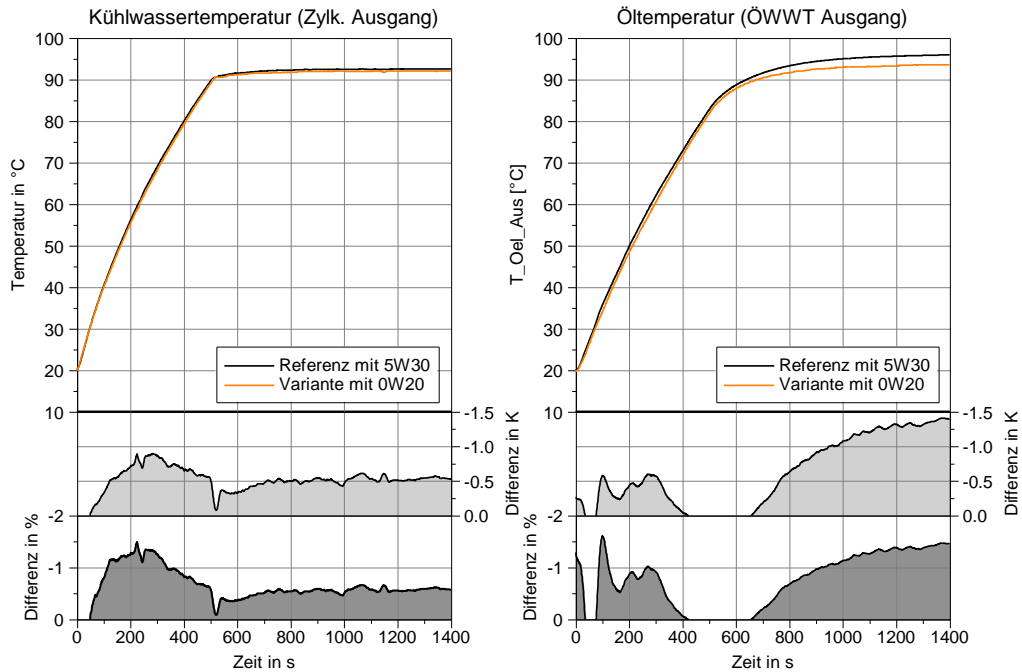 Kühlwassertemperatur (Zylk. Ausgang)
Temperatur in °C
100
90
80
70
60
50
40
30
20
10
Referenz mit 5W30
Variante mit 0W20
-1.5
-1.0
-0.5
0.0
Differenz in K
-2
-1
0
Differenz in %
0 200 400 600 800 1000 1200 1400
Zeit in s
Öltemperatur (ÖWWT Ausgang)
T_Oel_Aus [°C]
100
90
80
70
60
50
40
30
20
10
Referenz mit 5W30
Variante mit 0W20
-1.5
-1.0
-0.5
0.0
Differenz in K
-2
-1
0
Differenz in %
0 200 400 600 800 1000 1200 1400
Zeit in s